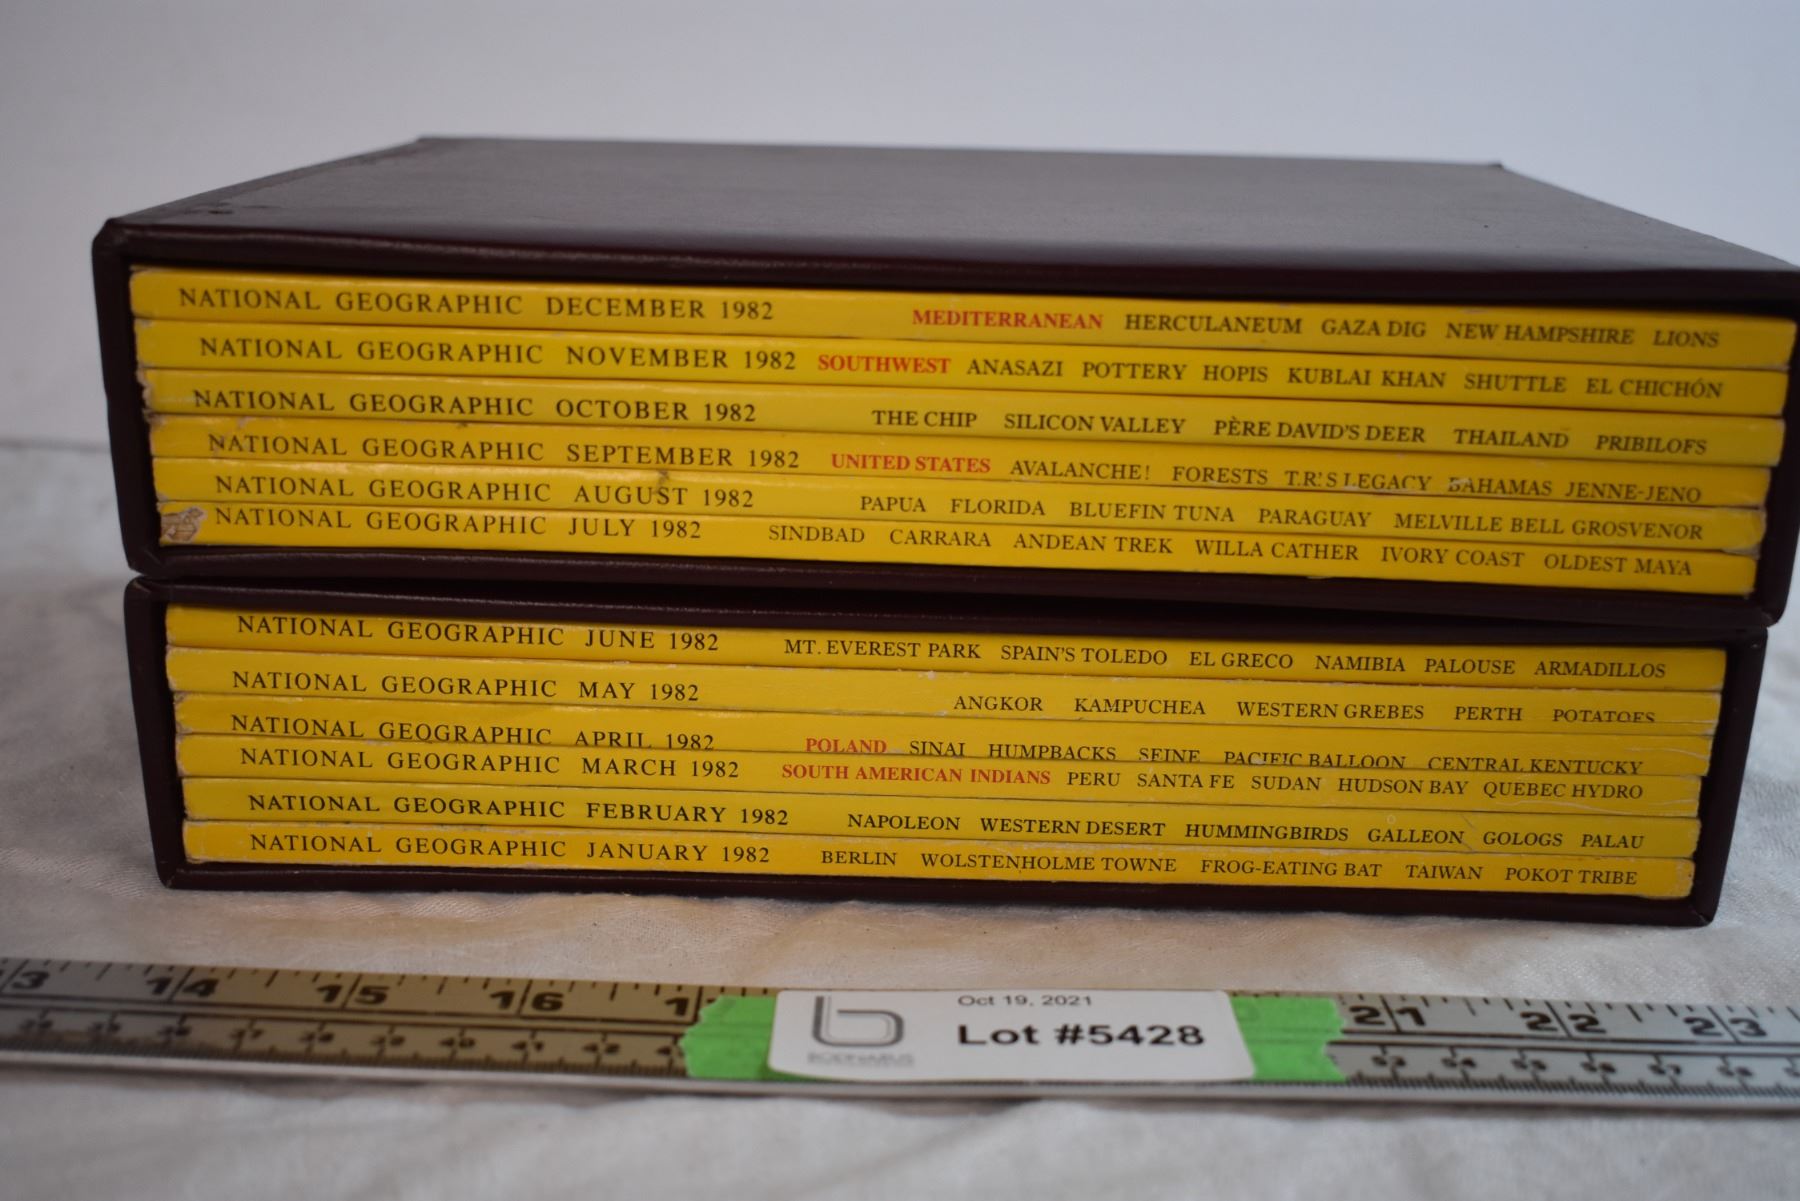 NATIONAL GEOGRAPHIC DECEMBER 1982 MEDITERRANEAN HERCULANEUM GAZA DIG NEW HAMPSHIRE LIONS
NATIONAL GEOGRAPHIC NOVEMBER 1982 SOUTHWEST ANASAZI POTTERY HOPIS KUBLAI KHAN SHUTTLE EL CHICHÓN
NATIONAL GEOGRAPHIC OCTOBER 1982 THE CHIP SILICON VALLEY PÈRE DAVID'S DEER THAILAND PRIBILOFS
NATIONAL GEOGRAPHIC SEPTEMBER 1982 UNITED STATES AVALANCHE! FORESTS T.R.'S LEGACY BAHAMAS JENNE-JENO
NATIONAL GEOGRAPHIC AUGUST 1982 PAPUA FLORIDA BLUEFIN TUNA PARAGUAY MELVILLE BELL GROSVENOR
NATIONAL GEOGRAPHIC JULY 1982 SINDBAD CARRARA ANDEAN TREK WILLA CATHER IVORY COAST OLDEST MAYA
NATIONAL GEOGRAPHIC JUNE 1982 MT. EVEREST PARK SPAIN'S TOLEDO EL GRECO NAMIBIA PALOUSE ARMADILLOS
NATIONAL GEOGRAPHIC MAY 1982 ANGKOR KAMPUCHEA WESTERN GREBES PERTH POTATOES
NATIONAL GEOGRAPHIC APRIL 1982 POLAND SINAI HUMPBACKS SEINE PACIFIC BALLOON CENTRAL KENTUCKY
NATIONAL GEOGRAPHIC MARCH 1982 SOUTH AMERICAN INDIANS PERU SANTA FE SUDAN HUDSON BAY QUEBEC HYDRO
NATIONAL GEOGRAPHIC FEBRUARY 1982 NAPOLEON WESTERN DESERT HUMMINGBIRDS GALLEON GOLOGS PALAU
NATIONAL GEOGRAPHIC JANUARY 1982 BERLIN WOLSTENHOLME TOWNE FROG-EATING BAT TAIWAN POKOT TRIBE
3 14 15 16 1 21 22 23
Oct 19, 2021
Lot #5428